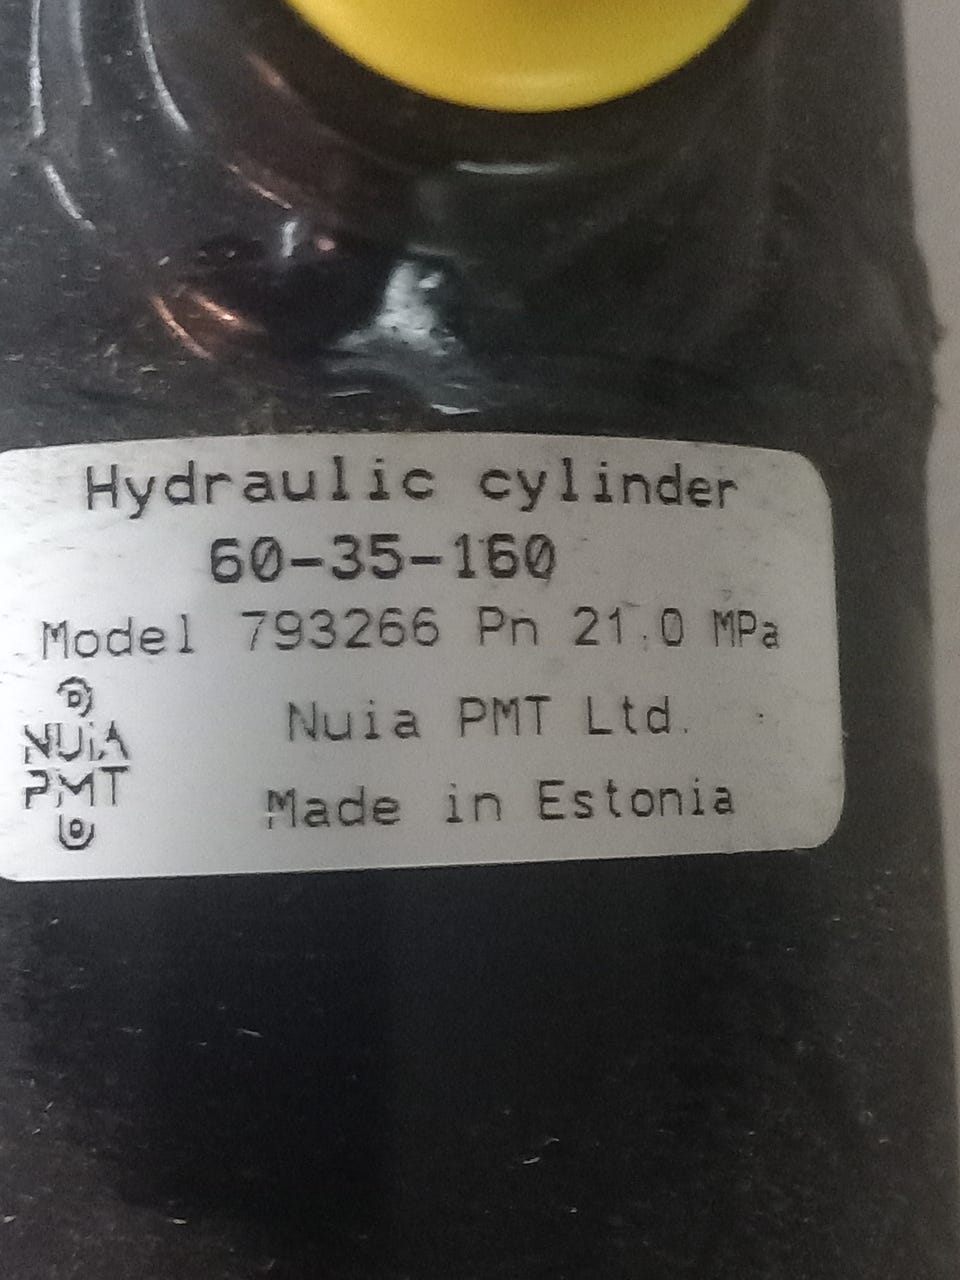 Hydraulic cylinder
60-35-160
Model 793266 Pn 21.0 MPa
NUiA
PMT
Nuia PMT Ltd.
Made in Estonia